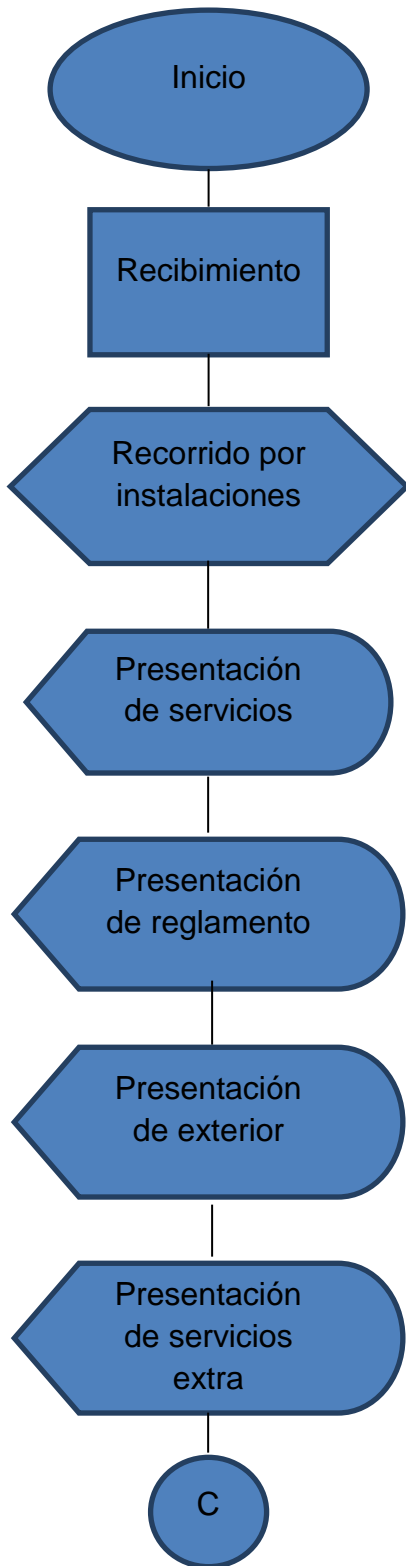 Inicio
Recibimiento
Recorrido por
instalaciones
Presentación
de servicios
Presentación
de reglamento
Presentación
de exterior
Presentación
de servicios
extra
C